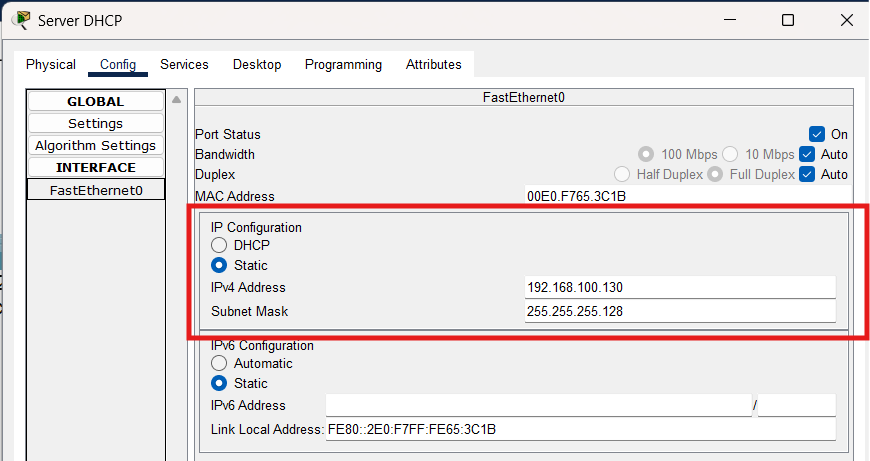 Server DHCP
Physical Config Services Desktop Programming Attributes
GLOBAL
Settings
Algorithm Settings
INTERFACE
FastEthernet0
FastEthernet0
Port Status On
Bandwidth 100 Mbps 10 Mbps Auto
Duplex Half Duplex Full Duplex Auto
MAC Address 00E0.F765.3C1B
IP Configuration
DHCP
Static
IPv4 Address 192.168.100.130
Subnet Mask 255.255.255.128
IPv6 Configuration
Automatic
Static
IPv6 Address /
Link Local Address: FE80::2E0:F7FF:FE65:3C1B